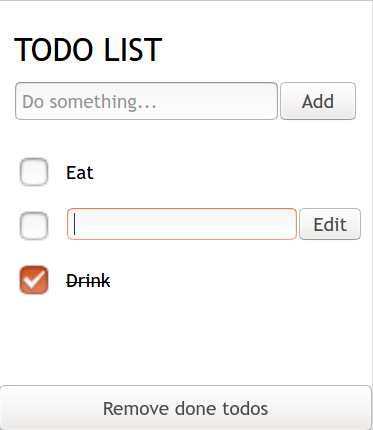 TODO LIST
Do something...
Add
Eat
Edit
Drink
Remove done todos